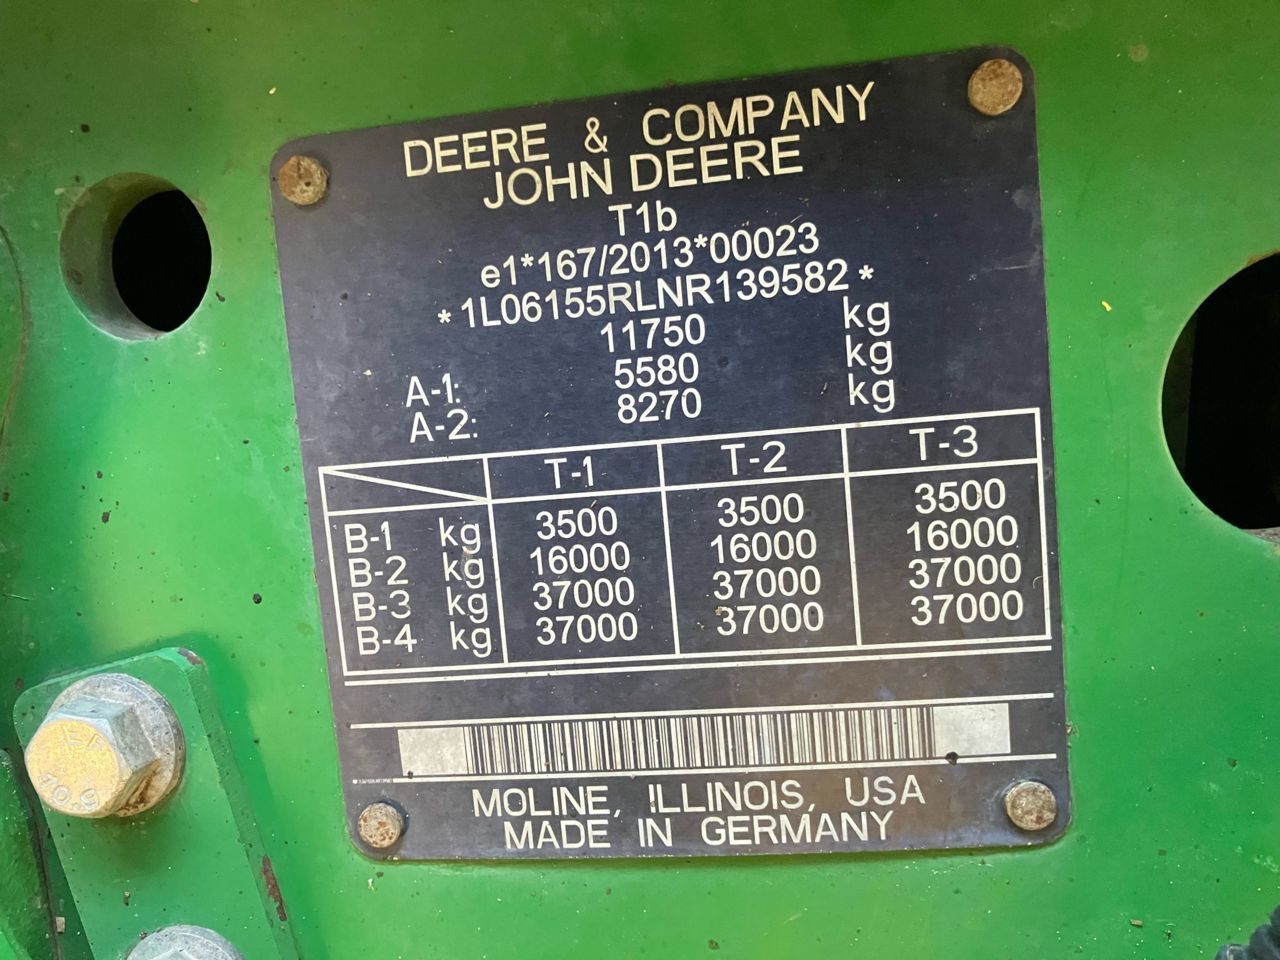 DEERE & COMPANY
JOHN DEERE
T1b
e1*167/2013*00023
*1L06155RLNR139582*
11750 kg
A-1: 5580 kg
A-2: 8270 kg
T-1 T-2 T-3
B-1 kg 3500 3500 3500
B-2 kg 16000 16000 16000
B-3 kg 37000 37000 37000
B-4 kg 37000 37000 37000
MOLINE, ILLINOIS, USA
MADE IN GERMANY
10.9